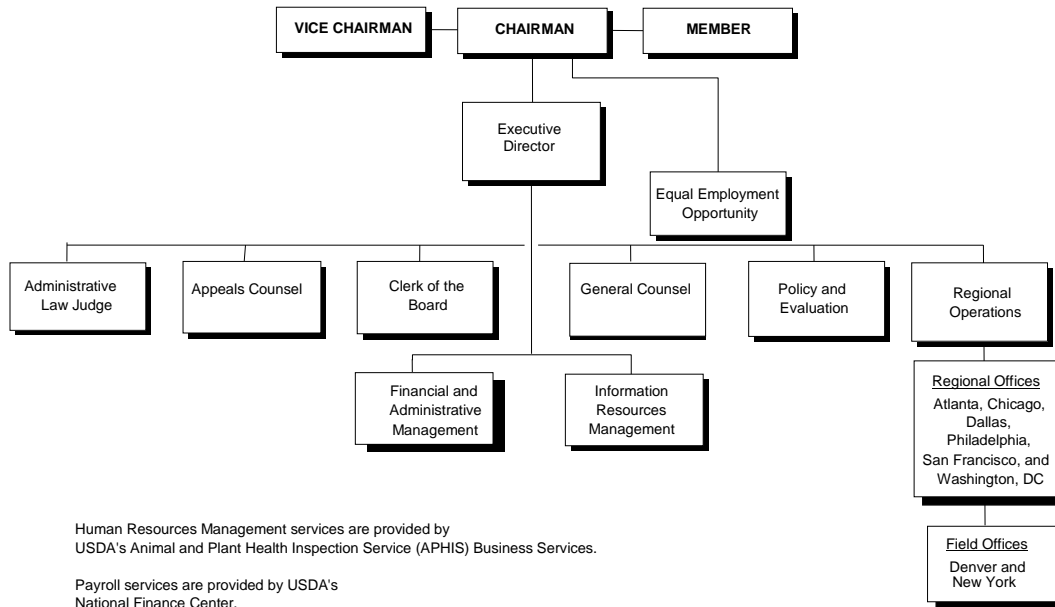 VICE CHAIRMAN
CHAIRMAN
MEMBER
Executive
Director
Equal Employment
Opportunity
Administrative
Law Judge
Appeals Counsel
Clerk of the
Board
General Counsel
Policy and
Evaluation
Regional
Operations
Financial and
Administrative
Management
Information
Resources
Management
Regional Offices
Atlanta, Chicago,
Dallas,
Philadelphia,
San Francisco, and
Washington, DC
Field Offices
Denver and
New York
Human Resources Management services are provided by
USDA's Animal and Plant Health Inspection Service (APHIS) Business Services.
Payroll services are provided by USDA's
National Finance Center.